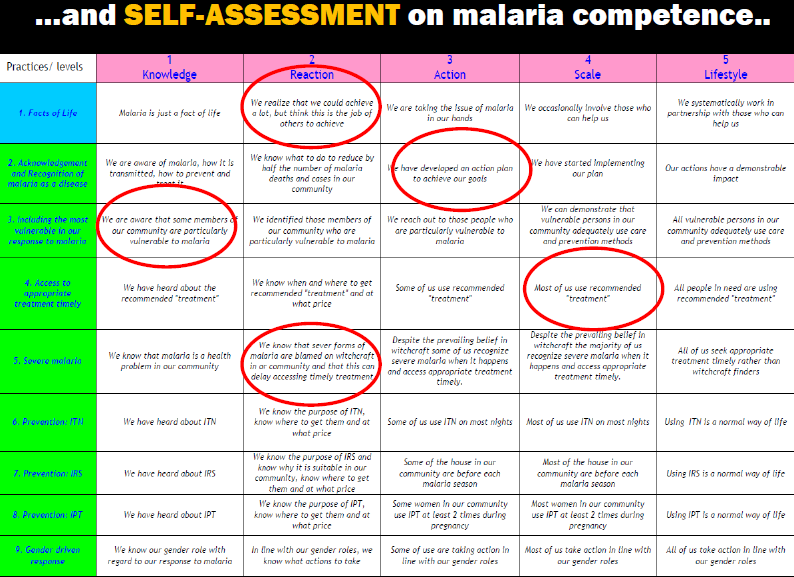 ...and SELF-ASSESSMENT on malaria competence..
Practices/ levels
1
Knowledge
2
Reaction
3
Action
4
Scale
5
Lifestyle
1. Facts of Life
Malaria is just a fact of life
We realize that we could achieve
a lot, but think this is the job of
others to achieve
We are taking the issue of malaria
in our hands
We occasionally involve those who
can help us
We systematically work in
partnership with those who can
help us
2. Acknowledgement
and Recognition of
malaria as a disease
We are aware of malaria, how it is
transmitted, how to prevent and
treat it
We know what to do to reduce by
half the number of malaria
deaths and cases in our
community
We have developed an action plan
to achieve our goals
We have started implementing
our plan
Our actions have a demonstrable
impact
3. Including the most
vulnerable in our
response to malaria
We are aware that some members of
our community are particularly
vulnerable to malaria
We identified those members of
our community who are
particularly vulnerable to malaria
We reach out to those people who
are particularly vulnerable to
malaria
We can demonstrate that
vulnerable persons in our
community adequately use care
and prevention methods
All vulnerable persons in our
community adequately use care
and prevention methods
4. Access to
appropriate
treatment timely
We have heard about the
recommended "treatment"
We know when and where to get
recommended "treatment" and at
what price
Some of us use recommended
"treatment"
Most of us use recommended
"treatment"
All people in need are using
recommended "treatment"
5. Severe malaria
We know that malaria is a health
problem in our community
We know that sever forms of
malaria are blamed on witchcraft
in or community and that this can
delay accessing timely treatment
Despite the prevailing belief in
witchcraft some of us recognize
severe malaria when it happens
and access appropriate treatment
timely.
Despite the prevailing belief in
witchcraft the majority of us
recognize severe malaria when it
happens and access appropriate
treatment timely.
All of us seek appropriate
treatment timely rather than
witchcraft finders
6. Prevention: ITN
We have heard about ITN
We know the purpose of ITN,
know where to get them and at
what price
Some of us use ITN on most nights
Most of us use ITN on most nights
Using ITN is a normal way of life
7. Prevention: IRS
We have heard about IRS
We know the purpose of IRS and
know why it is suitable in our
community, know where to get
them and at what price
Some of the house in our
community are before each
malaria season
Most of the house in our
community are before each
malaria season
Using IRS is a normal way of life
8. Prevention: IPT
We have heard about IPT
We know the purpose of IPT,
know where to get them and at
what price
Some women in our community
use IPT at least 2 times during
pregnancy
Most women in our community
use IPT at least 2 times during
pregnancy
Using IPT is a normal way of life
9. Gender driven
response
We know our gender role with
regard to our response to malaria
In line with our gender roles, we
know what actions to take
Some of use are taking action in
line with our gender roles
Most of us take action in line with
our gender roles
All of us take action in line with
our gender roles